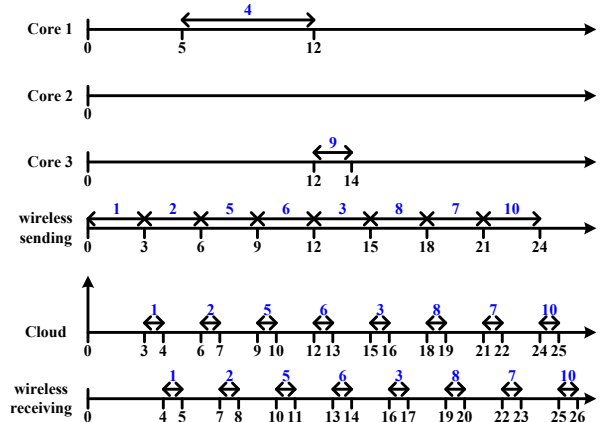 4
Core 1
0 5 12
Core 2
0
9
Core 3
0 12 14
1 2 5 6 3 8 7 10
wireless
sending
0 3 6 9 12 15 18 21 24
1 2 5 6 3 8 7 10
Cloud
0 3 4 6 7 9 10 12 13 15 16 18 19 21 22 24 25
1 2 5 6 3 8 7 10
wireless
receiving
0 4 5 7 8 10 11 13 14 16 17 19 20 22 23 25 26